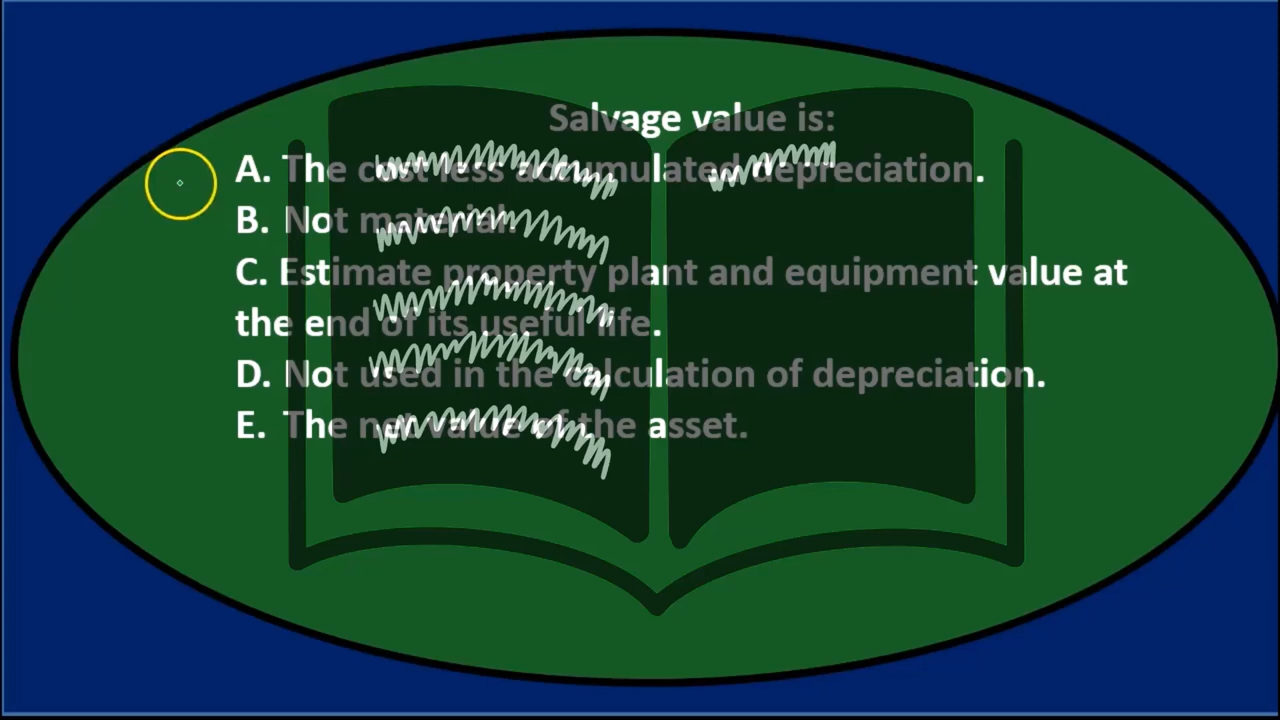 Salvage value is:
A. The cost less accumulated depreciation.
B. Not material.
C. Estimate property plant and equipment value at
the end of its useful life.
D. Not used in the calculation of depreciation.
E. The net value of the asset.